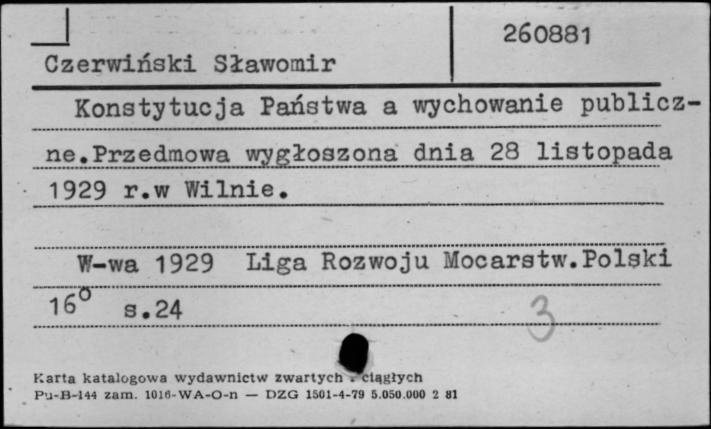 260881
Czerwiński Sławomir
Konstytucja Państwa a wychowanie publicz-
ne.Przedmowa wygłoszona dnia 28 listopada
1929 r.w Wilnie.
W-wa 1929 Liga Rozwoju Mocarstw.Polski
16° s.24
3
Karta katalogowa wydawnictw zwartych i ciągłych
Pu-B-144 zam. 1016-WA-O-n — DZG 1501-4-79 5.050.000 2 81